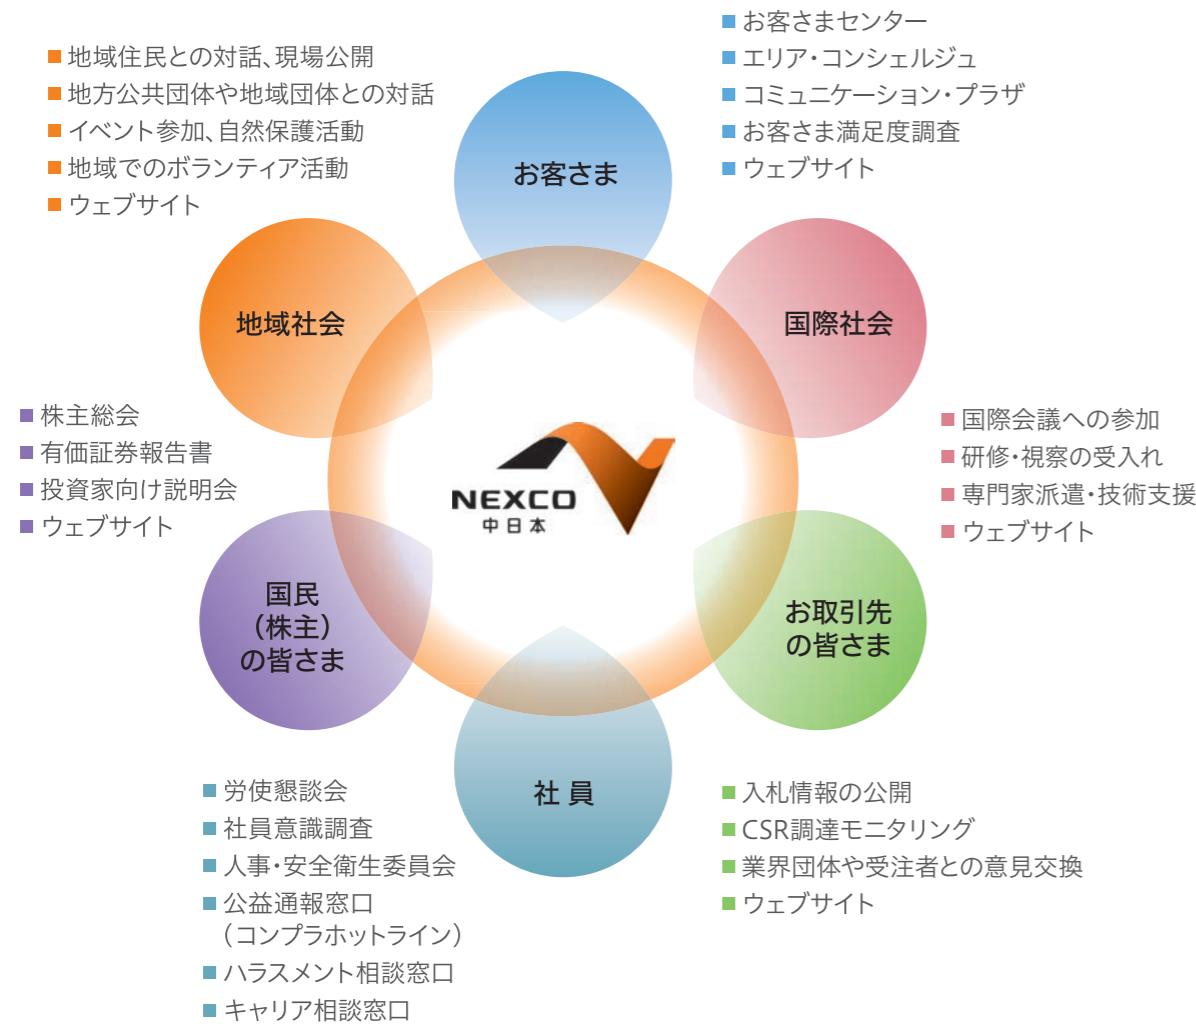 お客さま
■お客さまセンター
■エリア・コンシェルジュ
■コミュニケーション・プラザ
■お客さま満足度調査
■ウェブサイト
■地域住民との対話、現場公開
■地方公共団体や地域団体との対話
■イベント参加、自然保護活動
■地域でのボランティア活動
■ウェブサイト
地域社会
国際社会
■国際会議への参加
■研修・視察の受入れ
■専門家派遣・技術支援
■ウェブサイト
■株主総会
■有価証券報告書
■投資家向け説明会
■ウェブサイト
NEXCO
中日本
国民
（株主）
の皆さま
お取引先
の皆さま
社 員
■労使懇談会
■社員意識調査
■人事・安全衛生委員会
■公益通報窓口
（コンプラホットライン）
■ハラスメント相談窓口
■キャリア相談窓口
■入札情報の公開
■CSR調達モニタリング
■業界団体や受注者との意見交換
■ウェブサイト